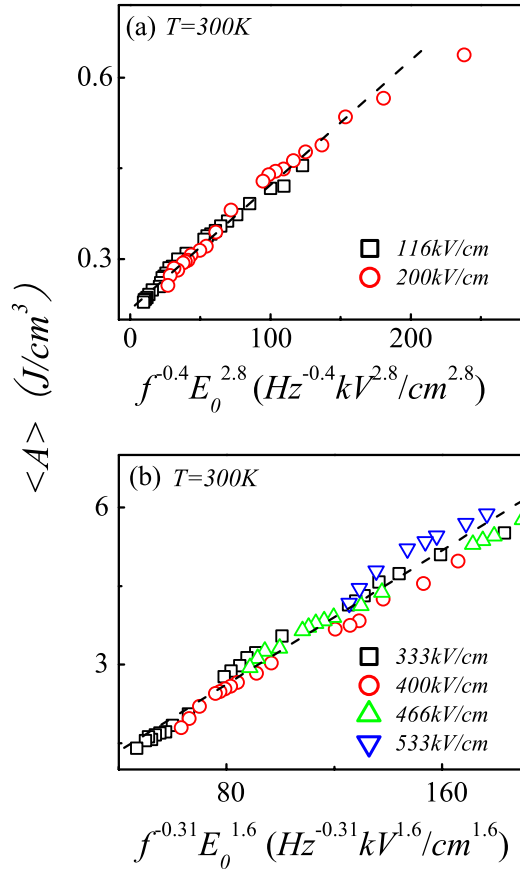 (a) T=300K
0.6
0.3
116kV/cm
200kV/cm
0 100 200
f^-0.4 E_0^2.8 (Hz^-0.4 kV^2.8/cm^2.8)
<A> (J/cm^3)
(b) T=300K
6
3
333kV/cm
400kV/cm
466kV/cm
533kV/cm
80 160
f^-0.31 E_0^1.6 (Hz^-0.31 kV^1.6/cm^1.6)